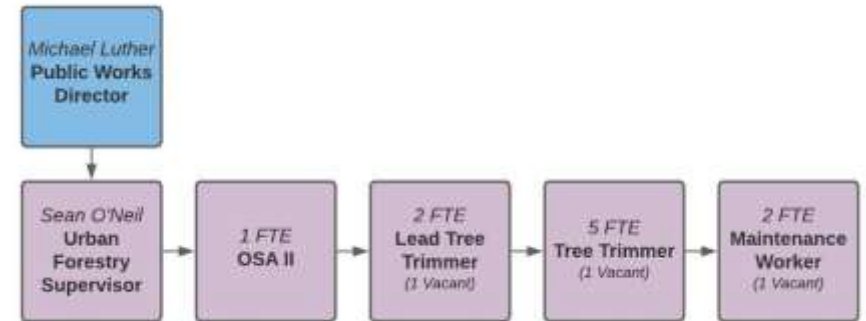 Michael Luther
Public Works
Director
Sean O'Neil
Urban
Forestry
Supervisor
1 FTE
OSA II
2 FTE
Lead Tree
Trimmer
(1 Vacant)
5 FTE
Tree Trimmer
(1 Vacant)
2 FTE
Maintenance
Worker
(1 Vacant)